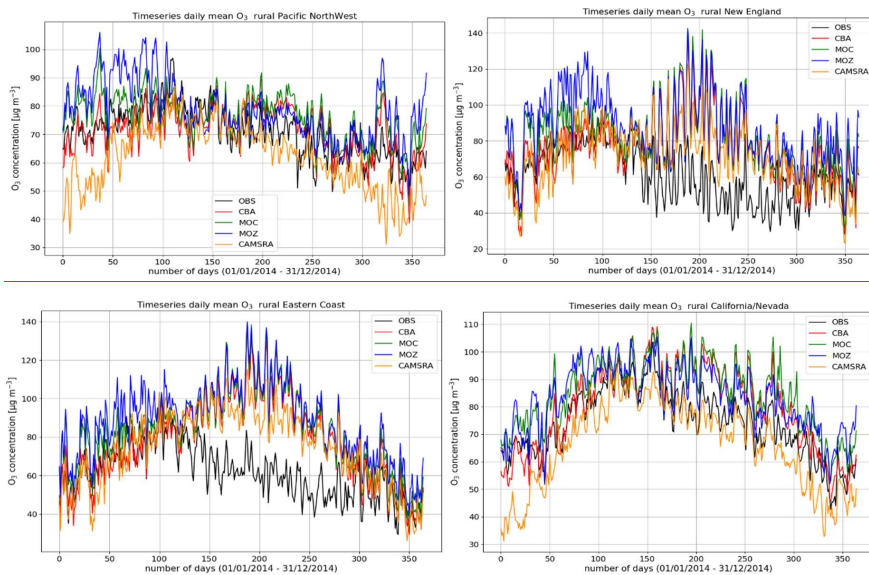 Timeseries daily mean O₃ rural Pacific NorthWest
O₃ concentration [µg m⁻³]
100
90
80
70
60
50
40
30
OBS
CBA
MOC
MOZ
CAMSRA
0 50 100 150 200 250 300 350
number of days (01/01/2014 - 31/12/2014)
Timeseries daily mean O₃ rural New England
O₃ concentration [µg m⁻³]
140
120
100
80
60
40
20
OBS
CBA
MOC
MOZ
CAMSRA
0 50 100 150 200 250 300 350
number of days (01/01/2014 - 31/12/2014)
Timeseries daily mean O₃ rural Eastern Coast
O₃ concentration [µg m⁻³]
140
120
100
80
60
40
OBS
CBA
MOC
MOZ
CAMSRA
0 50 100 150 200 250 300 350
number of days (01/01/2014 - 31/12/2014)
Timeseries daily mean O₃ rural California/Nevada
O₃ concentration [µg m⁻³]
110
100
90
80
70
60
50
40
30
OBS
CBA
MOC
MOZ
CAMSRA
0 50 100 150 200 250 300 350
number of days (01/01/2014 - 31/12/2014)